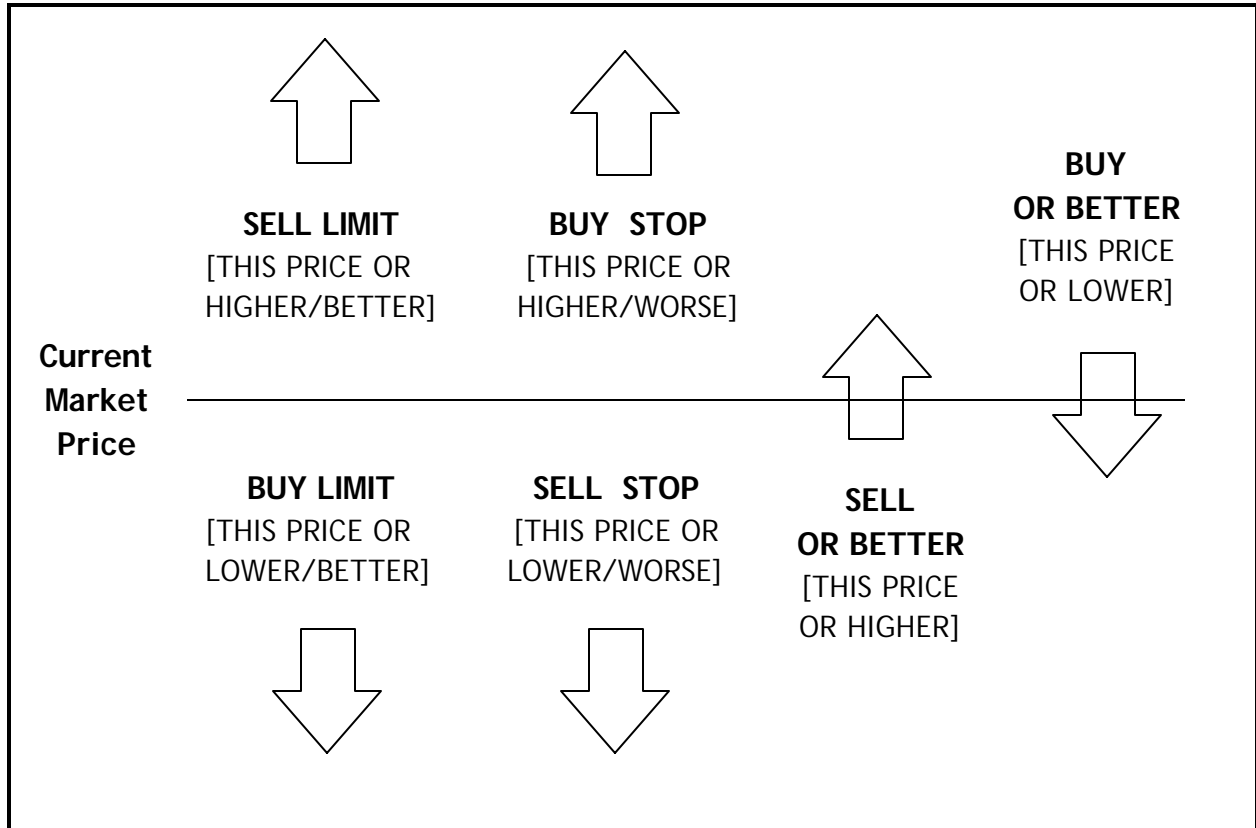 SELL LIMIT
[THIS PRICE OR
HIGHER/BETTER]
BUY STOP
[THIS PRICE OR
HIGHER/WORSE]
BUY
OR BETTER
[THIS PRICE
OR LOWER]
Current
Market
Price
BUY LIMIT
[THIS PRICE OR
LOWER/BETTER]
SELL STOP
[THIS PRICE OR
LOWER/WORSE]
SELL
OR BETTER
[THIS PRICE
OR HIGHER]